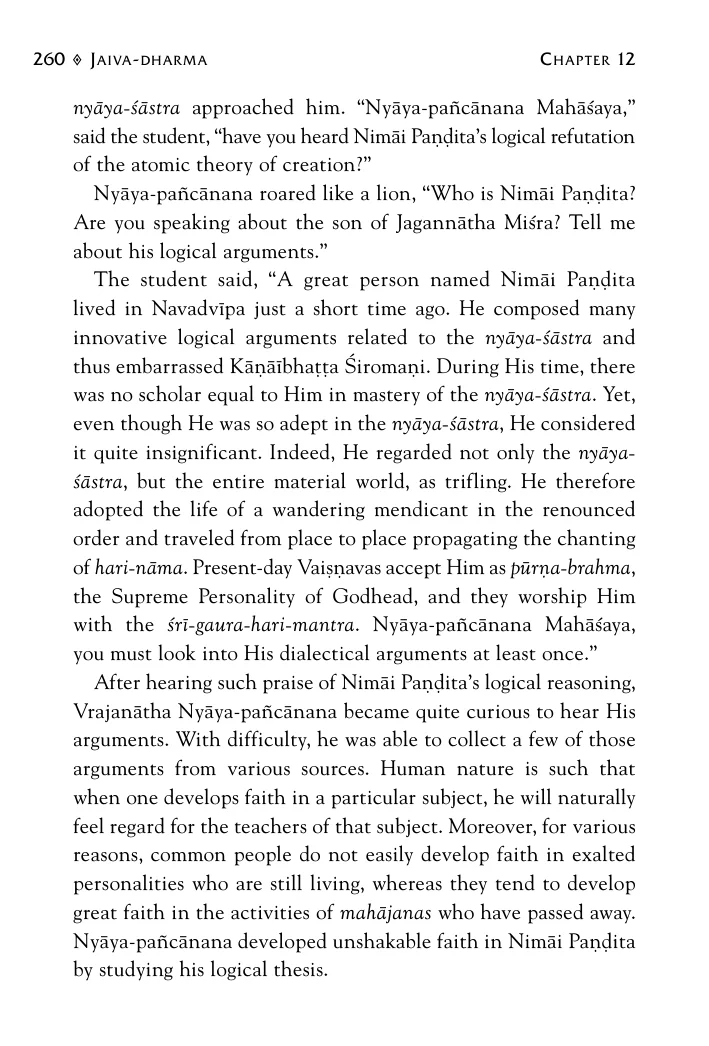 260 ◊ Jaiva-dharma Chapter 12
nyāya-śāstra approached him. “Nyāya-pañcānana Mahāśaya,”
said the student, “have you heard Nimāi Paṇḍita’s logical refutation
of the atomic theory of creation?”
Nyāya-pañcānana roared like a lion, “Who is Nimāi Paṇḍita?
Are you speaking about the son of Jagannātha Miśra? Tell me
about his logical arguments.”
The student said, “A great person named Nimāi Paṇḍita
lived in Navadvīpa just a short time ago. He composed many
innovative logical arguments related to the nyāya-śāstra and
thus embarrassed Kāṇāībhaṭṭa Śiromaṇi. During His time, there
was no scholar equal to Him in mastery of the nyāya-śāstra. Yet,
even though He was so adept in the nyāya-śāstra, He considered
it quite insignificant. Indeed, He regarded not only the nyāya-
śāstra, but the entire material world, as trifling. He therefore
adopted the life of a wandering mendicant in the renounced
order and traveled from place to place propagating the chanting
of hari-nāma. Present-day Vaiṣṇavas accept Him as pūrṇa-brahma,
the Supreme Personality of Godhead, and they worship Him
with the śrī-gaura-hari-mantra. Nyāya-pañcānana Mahāśaya,
you must look into His dialectical arguments at least once.”
After hearing such praise of Nimāi Paṇḍita’s logical reasoning,
Vrajanātha Nyāya-pañcānana became quite curious to hear His
arguments. With difficulty, he was able to collect a few of those
arguments from various sources. Human nature is such that
when one develops faith in a particular subject, he will naturally
feel regard for the teachers of that subject. Moreover, for various
reasons, common people do not easily develop faith in exalted
personalities who are still living, whereas they tend to develop
great faith in the activities of mahājanas who have passed away.
Nyāya-pañcānana developed unshakable faith in Nimāi Paṇḍita
by studying his logical thesis.